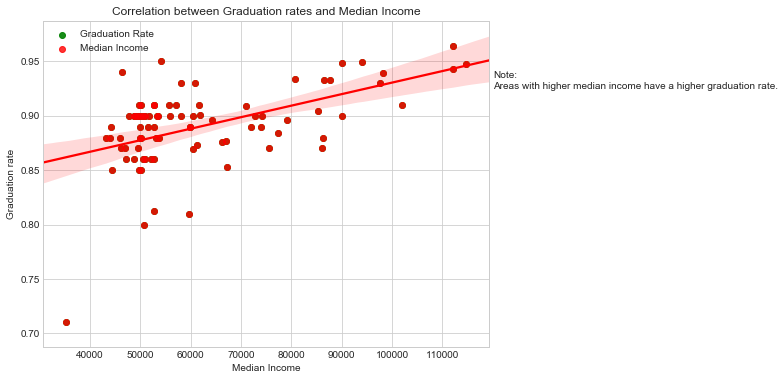 Correlation between Graduation rates and Median Income
Graduation Rate
Median Income
Note:
Areas with higher median income have a higher graduation rate.
Graduation rate
0.95
0.90
0.85
0.80
0.75
0.70
40000 50000 60000 70000 80000 90000 100000 110000
Median Income